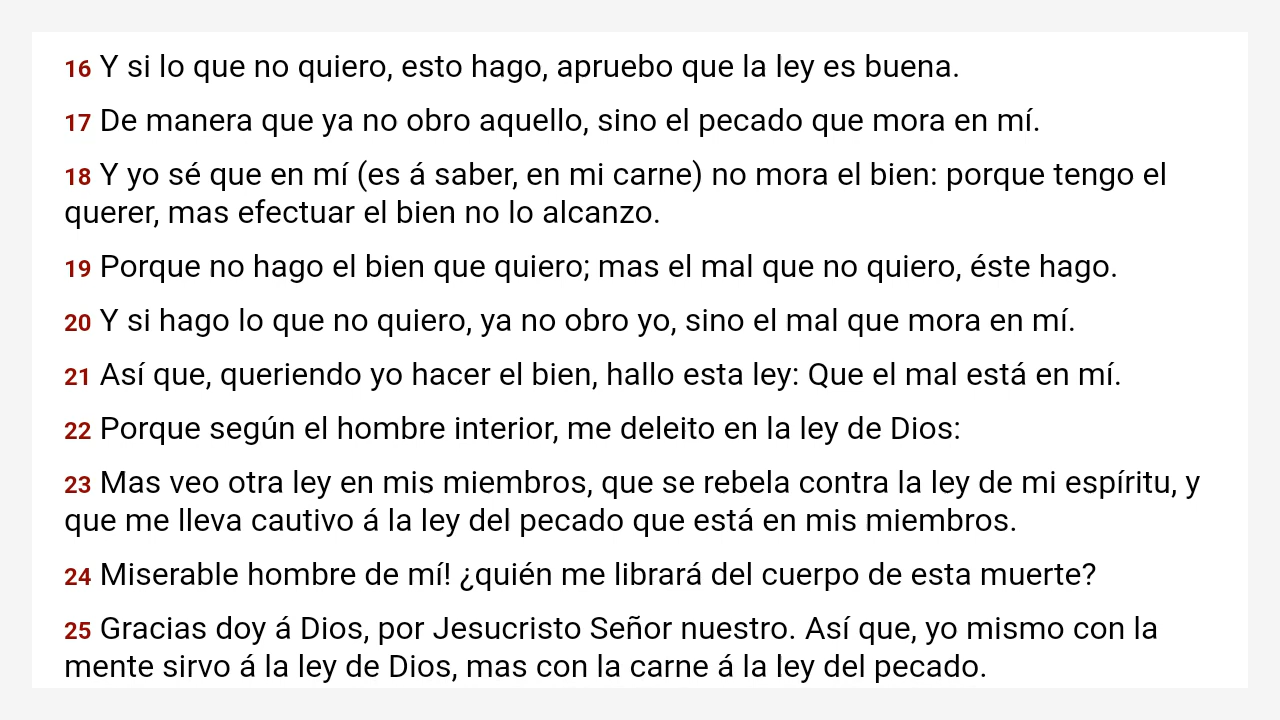 16 Y si lo que no quiero, esto hago, apruebo que la ley es buena.
17 De manera que ya no obro aquello, sino el pecado que mora en mí.
18 Y yo sé que en mí (es á saber, en mi carne) no mora el bien: porque tengo el
querer, mas efectuar el bien no lo alcanzo.
19 Porque no hago el bien que quiero; mas el mal que no quiero, éste hago.
20 Y si hago lo que no quiero, ya no obro yo, sino el mal que mora en mí.
21 Así que, queriendo yo hacer el bien, hallo esta ley: Que el mal está en mí.
22 Porque según el hombre interior, me deleito en la ley de Dios:
23 Mas veo otra ley en mis miembros, que se rebela contra la ley de mi espíritu, y
que me lleva cautivo á la ley del pecado que está en mis miembros.
24 Miserable hombre de mí! ¿quién me librará del cuerpo de esta muerte?
25 Gracias doy á Dios, por Jesucristo Señor nuestro. Así que, yo mismo con la
mente sirvo á la ley de Dios, mas con la carne á la ley del pecado.